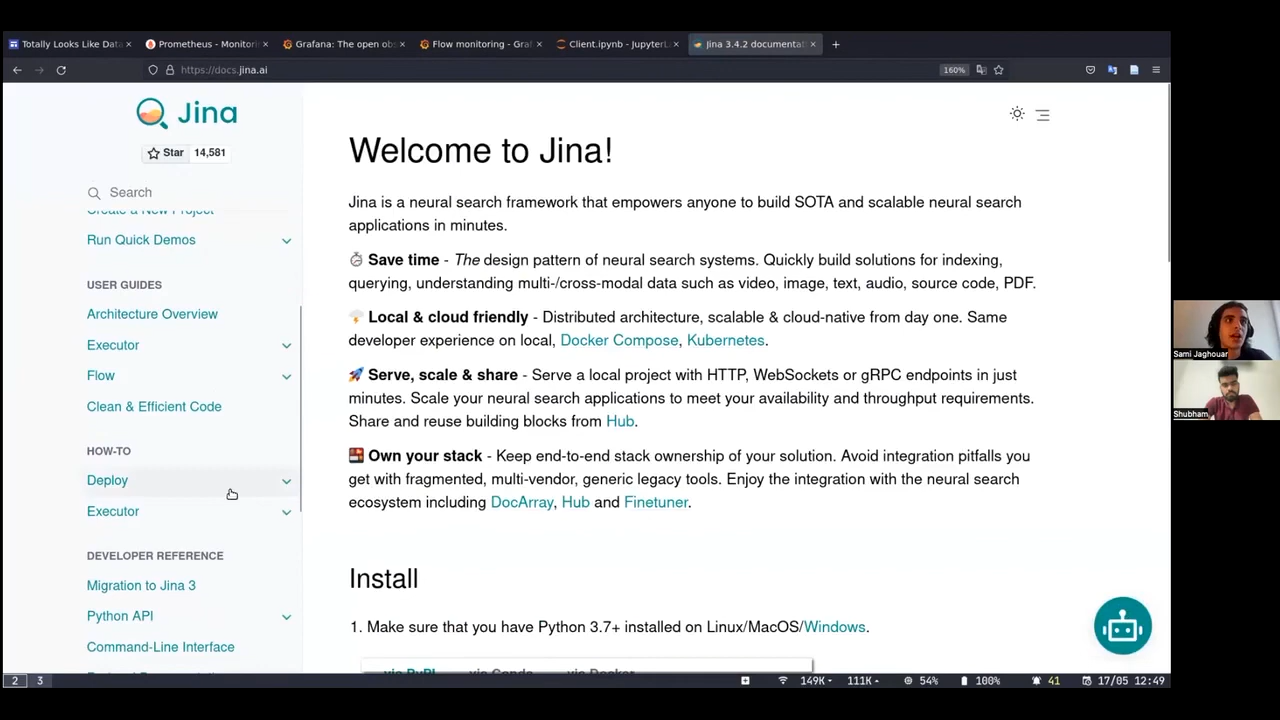 Totally Looks Like Dat
Prometheus - Monitori
Grafana: The open ob
Flow monitoring - Gra
Client.ipynb - JupyterL
Jina 3.4.2 documentat
https://docs.jina.ai
160%
Jina
Star 14,581
Search
Create a New Project
Run Quick Demos
USER GUIDES
Architecture Overview
Executor
Flow
Clean & Efficient Code
HOW-TO
Deploy
Executor
DEVELOPER REFERENCE
Migration to Jina 3
Python API
Command-Line Interface
Welcome to Jina!
Jina is a neural search framework that empowers anyone to build SOTA and scalable neural search
applications in minutes.
Save time - The design pattern of neural search systems. Quickly build solutions for indexing,
querying, understanding multi-/cross-modal data such as video, image, text, audio, source code, PDF.
Local & cloud friendly - Distributed architecture, scalable & cloud-native from day one. Same
developer experience on local, Docker Compose, Kubernetes.
Serve, scale & share - Serve a local project with HTTP, WebSockets or gRPC endpoints in just
minutes. Scale your neural search applications to meet your availability and throughput requirements.
Share and reuse building blocks from Hub.
Own your stack - Keep end-to-end stack ownership of your solution. Avoid integration pitfalls you
get with fragmented, multi-vendor, generic legacy tools. Enjoy the integration with the neural search
ecosystem including DocArray, Hub and Finetuner.
Install
1. Make sure that you have Python 3.7+ installed on Linux/MacOS/Windows.
via PyPI via Conda via Docker
Sami Jaghouar
Shubham
2 3 149K 111K 54% 100% 41 17/05 12:49